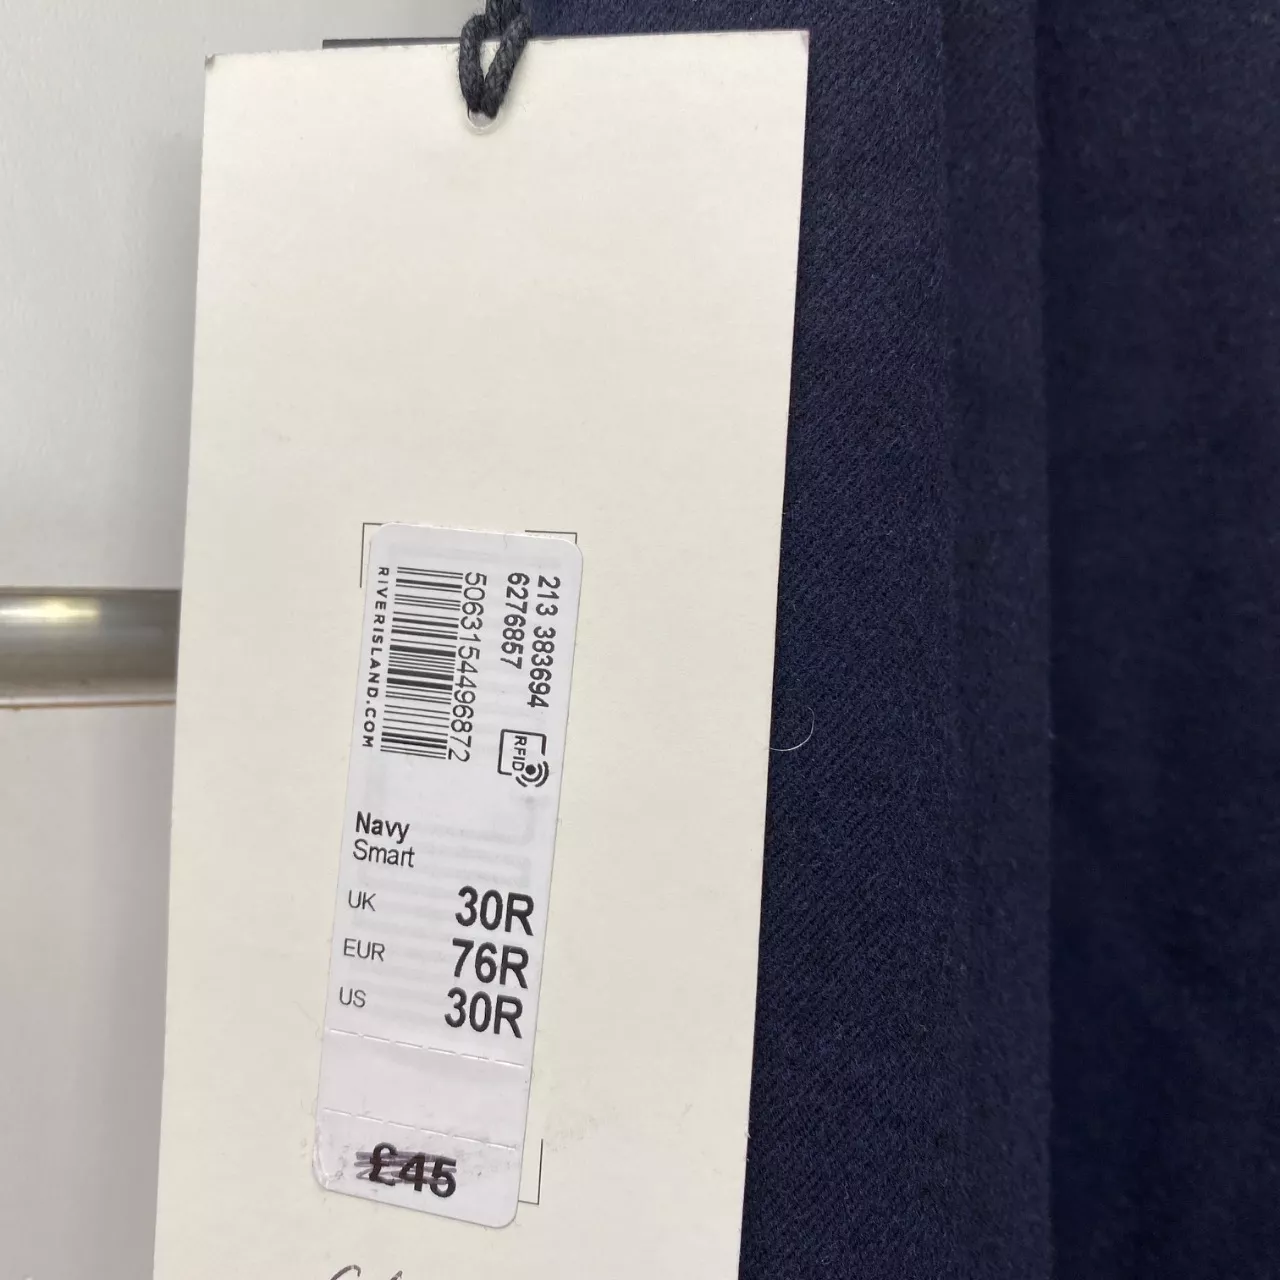 213 383694
6276857
5063154496872
RIVERISLAND.COM
RFID
Navy
Smart
UK 30R
EUR 76R
US 30R
£45